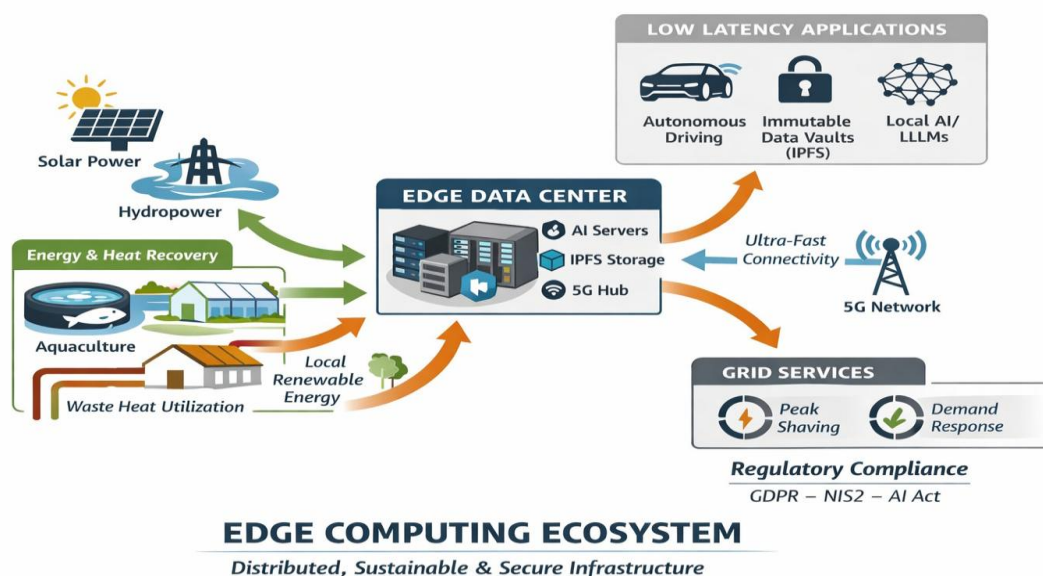 LOW LATENCY APPLICATIONS
Autonomous
Driving
Immutable
Data Vaults
(IPFS)
Local AI/
LLLMs
Solar Power
Hydropower
EDGE DATA CENTER
AI Servers
IPFS Storage
5G Hub
Ultra-Fast
Connectivity
5G Network
Energy & Heat Recovery
Aquaculture
Waste Heat Utilization
Local
Renewable
Energy
GRID SERVICES
Peak
Shaving
Demand
Response
Regulatory Compliance
GDPR – NIS2 – AI Act
EDGE COMPUTING ECOSYSTEM
Distributed, Sustainable & Secure Infrastructure